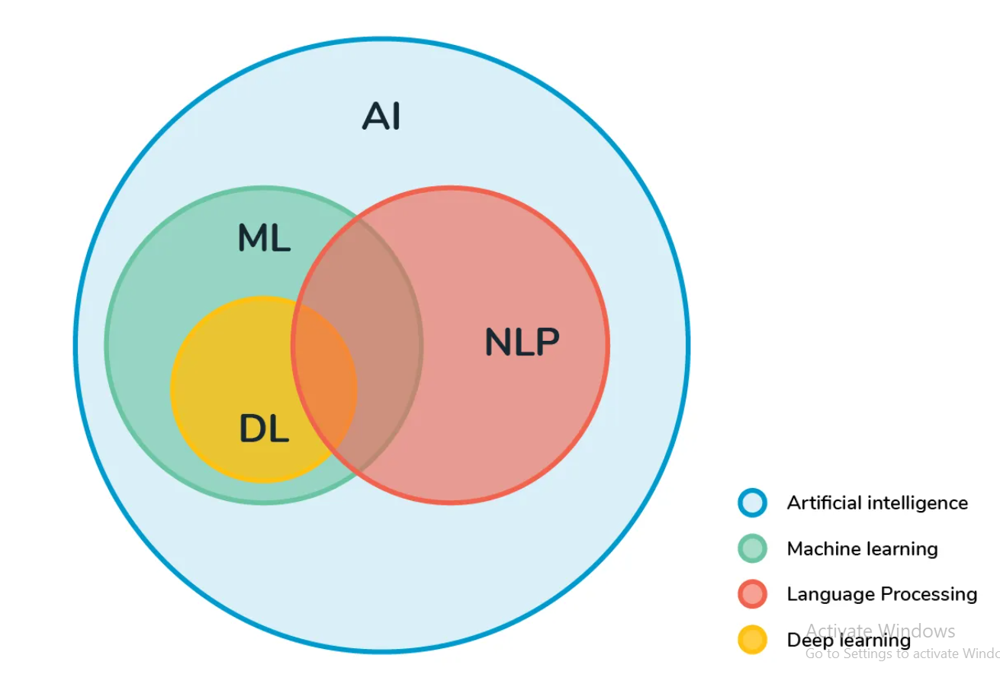 AI
ML
NLP
DL
Artificial intelligence
Machine learning
Language Processing
Deep learning
Activate Windows
Go to Settings to activate